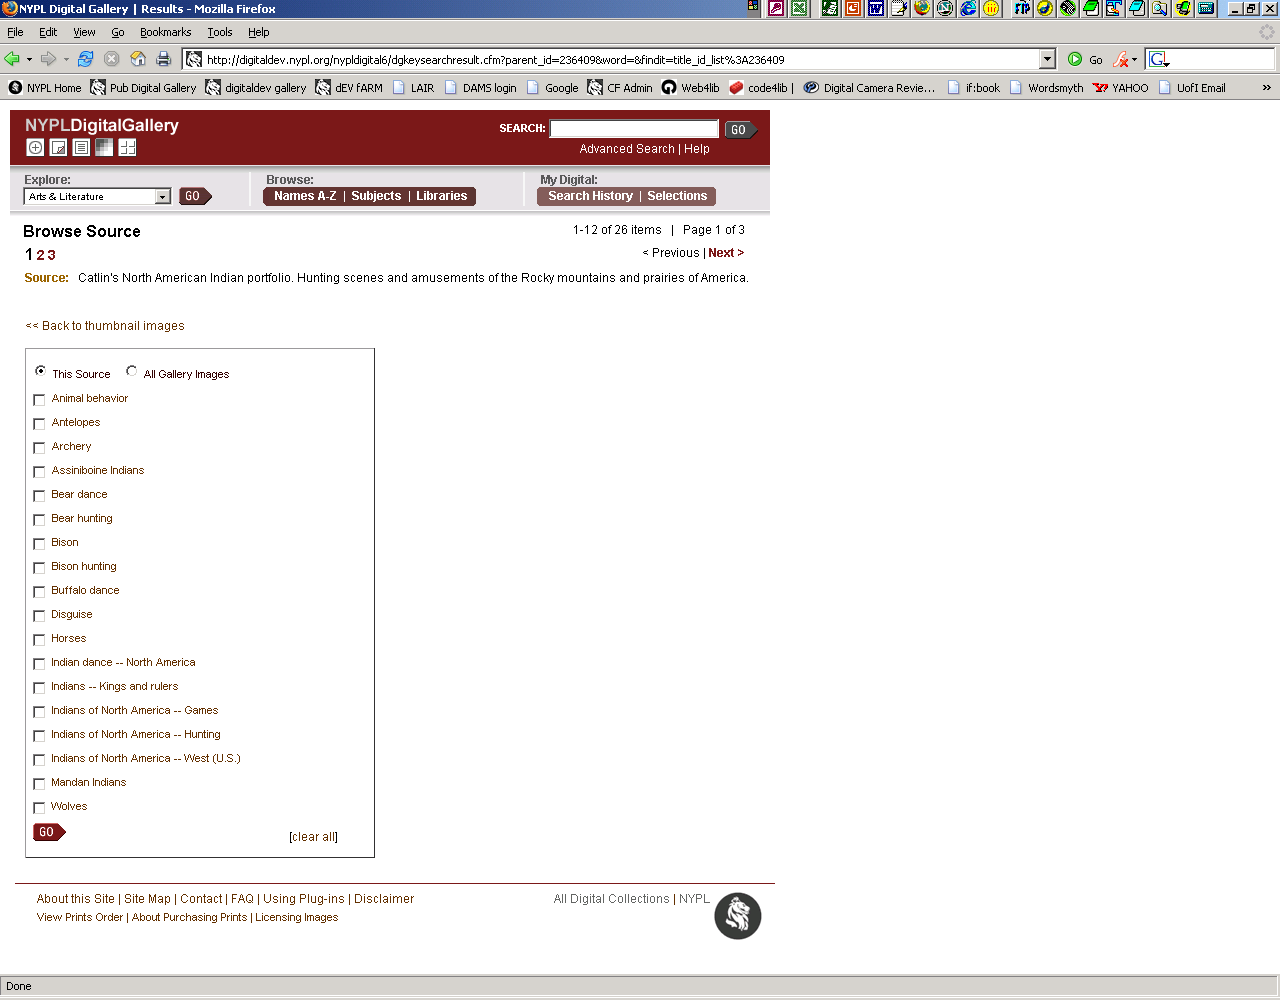 NYPL Digital Gallery | Results - Mozilla Firefox
File Edit View Go Bookmarks Tools Help
http://digitaldev.nypl.org/nypldigital6/dgkeysearchresult.cfm?parent_id=236409&word=&findit=title_id_list%3A236409 Go
NYPL Home Pub Digital Gallery digitaldev gallery dEV fARM LAIR DAMS login Google CF Admin Web4lib code4lib | Digital Camera Revie... if:book Wordsmyth YAHOO UofI Email »
NYPLDigitalGallery
SEARCH: GO
Advanced Search | Help
Explore: Browse: My Digital:
Arts & Literature GO Names A-Z | Subjects | Libraries Search History | Selections
Browse Source 1-12 of 26 items | Page 1 of 3
1 2 3 < Previous | Next >
Source: Catlin's North American Indian portfolio. Hunting scenes and amusements of the Rocky mountains and prairies of America.
<< Back to thumbnail images
This Source All Gallery Images
Animal behavior
Antelopes
Archery
Assiniboine Indians
Bear dance
Bear hunting
Bison
Bison hunting
Buffalo dance
Disguise
Horses
Indian dance -- North America
Indians -- Kings and rulers
Indians of North America -- Games
Indians of North America -- Hunting
Indians of North America -- West (U.S.)
Mandan Indians
Wolves
GO [clear all]
About this Site | Site Map | Contact | FAQ | Using Plug-ins | Disclaimer All Digital Collections | NYPL
View Prints Order | About Purchasing Prints | Licensing Images
Done